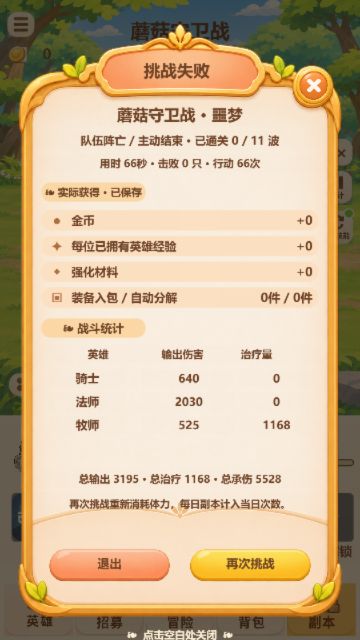 蘑菇守卫战
0
挑战失败
蘑菇守卫战·噩梦
队伍阵亡 / 主动结束·已通关 0 / 11 波
用时 66秒·击败 0 只·行动 66次
实际获得·已保存
金币 +0
每位已拥有英雄经验 +0
强化材料 +0
装备入包 / 自动分解 0件 / 0件
战斗统计
英雄 输出伤害 治疗量
骑士 640 0
法师 2030 0
牧师 525 1168
总输出 3195·总治疗 1168·总承伤 5528
再次挑战重新消耗体力，每日副本计入当日次数。
退出 再次挑战
英雄 招募 冒险 背包 副本
点击空白处关闭